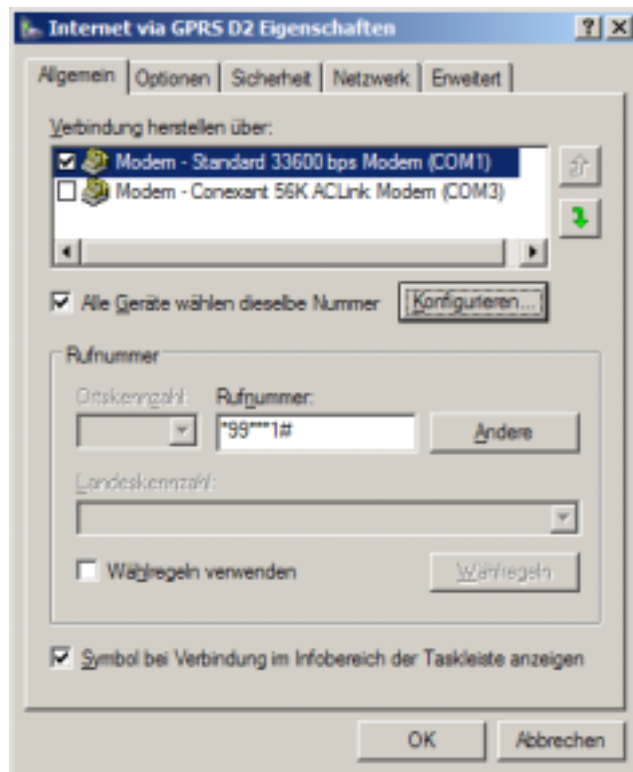 Internet via GPRS D2 Eigenschaften
Allgemein Optionen Sicherheit Netzwerk Erweitert
Verbindung herstellen über:
Modem - Standard 33600 bps Modem (COM1)
Modem - Conexant 56K ACLink Modem (COM3)
Alle Geräte wählen dieselbe Nummer Konfigurieren...
Rufnummer
Ortskennzahl: Rufnummer:
*99***1# Andere
Landeskennzahl:
Wählregeln verwenden Wählregeln
Symbol bei Verbindung im Infobereich der Taskleiste anzeigen
OK Abbrechen